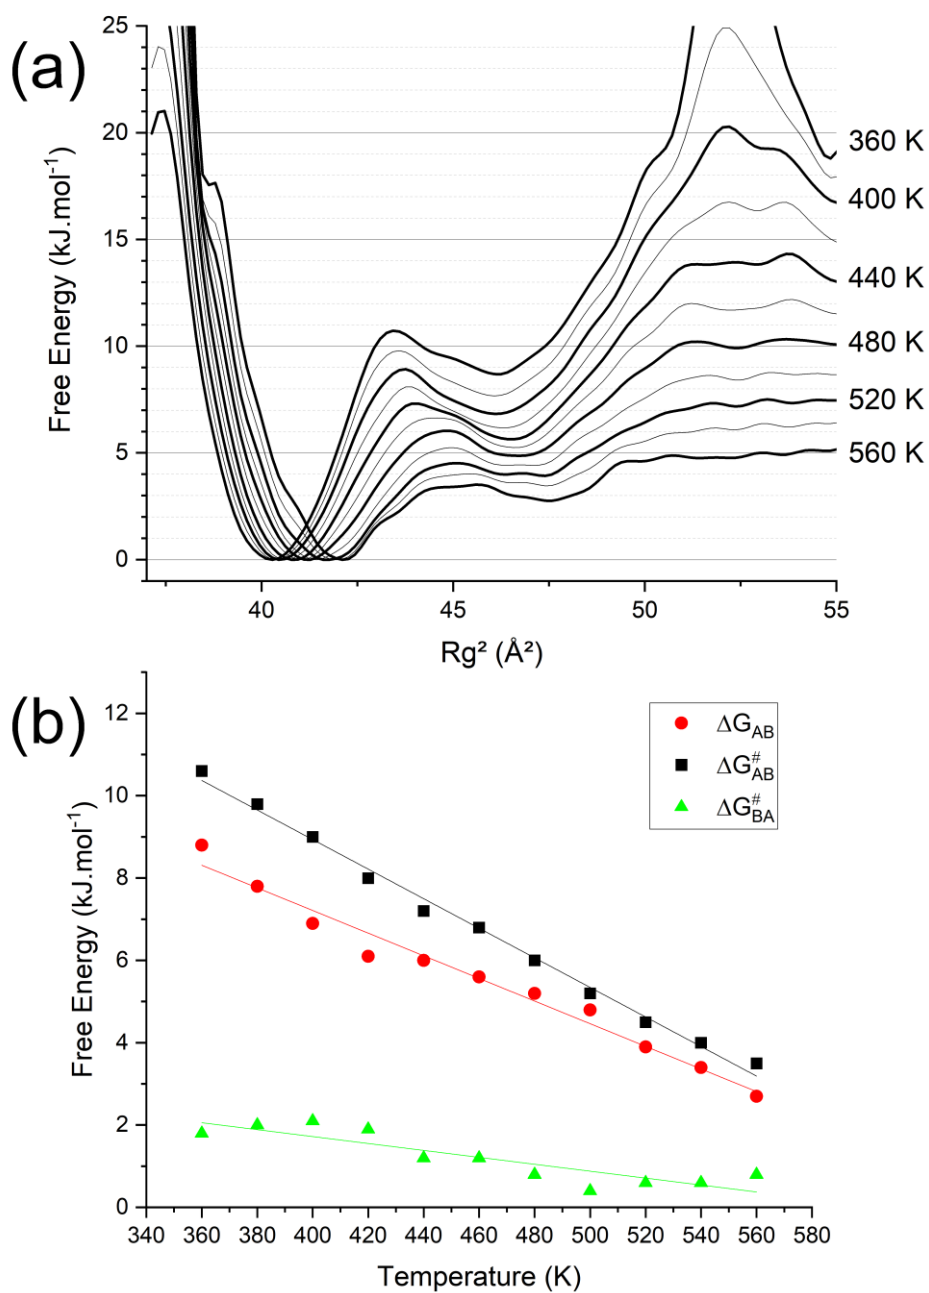 (a)
Free Energy (kJ.mol⁻¹)
25
20
15
10
5
0
360 K
400 K
440 K
480 K
520 K
560 K
40 45 50 55
Rg² (Å²)
(b)
Free Energy (kJ.mol⁻¹)
12
10
8
6
4
2
0
ΔG_AB
ΔG^#_AB
ΔG^#_BA
340 360 380 400 420 440 460 480 500 520 540 560 580
Temperature (K)